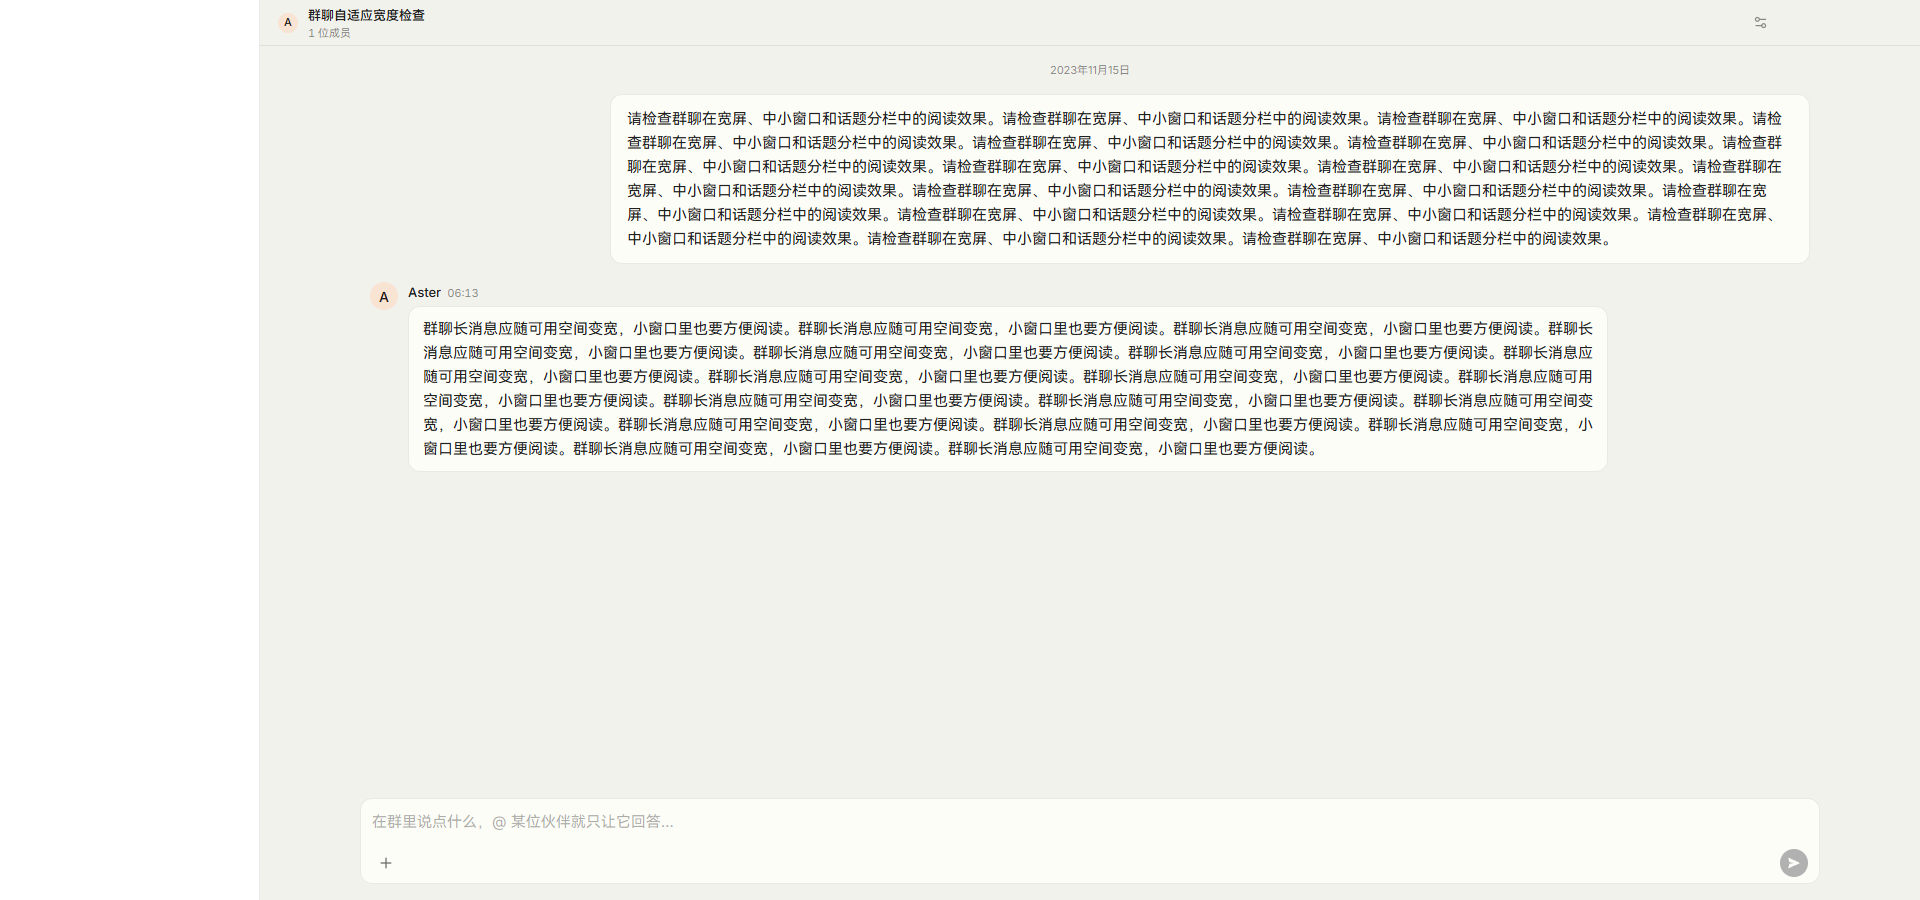 A
群聊自适应宽度检查
1 位成员
2023年11月15日
请检查群聊在宽屏、中小窗口和话题分栏中的阅读效果。请检查群聊在宽屏、中小窗口和话题分栏中的阅读效果。请检查群聊在宽屏、中小窗口和话题分栏中的阅读效果。请检
查群聊在宽屏、中小窗口和话题分栏中的阅读效果。请检查群聊在宽屏、中小窗口和话题分栏中的阅读效果。请检查群聊在宽屏、中小窗口和话题分栏中的阅读效果。请检查群
聊在宽屏、中小窗口和话题分栏中的阅读效果。请检查群聊在宽屏、中小窗口和话题分栏中的阅读效果。请检查群聊在宽屏、中小窗口和话题分栏中的阅读效果。请检查群聊在
宽屏、中小窗口和话题分栏中的阅读效果。请检查群聊在宽屏、中小窗口和话题分栏中的阅读效果。请检查群聊在宽屏、中小窗口和话题分栏中的阅读效果。请检查群聊在宽
屏、中小窗口和话题分栏中的阅读效果。请检查群聊在宽屏、中小窗口和话题分栏中的阅读效果。请检查群聊在宽屏、中小窗口和话题分栏中的阅读效果。请检查群聊在宽屏、
中小窗口和话题分栏中的阅读效果。请检查群聊在宽屏、中小窗口和话题分栏中的阅读效果。请检查群聊在宽屏、中小窗口和话题分栏中的阅读效果。
A
Aster 06:13
群聊长消息应随可用空间变宽，小窗口里也要方便阅读。群聊长消息应随可用空间变宽，小窗口里也要方便阅读。群聊长消息应随可用空间变宽，小窗口里也要方便阅读。群聊长
消息应随可用空间变宽，小窗口里也要方便阅读。群聊长消息应随可用空间变宽，小窗口里也要方便阅读。群聊长消息应随可用空间变宽，小窗口里也要方便阅读。群聊长消息应
随可用空间变宽，小窗口里也要方便阅读。群聊长消息应随可用空间变宽，小窗口里也要方便阅读。群聊长消息应随可用空间变宽，小窗口里也要方便阅读。群聊长消息应随可用
空间变宽，小窗口里也要方便阅读。群聊长消息应随可用空间变宽，小窗口里也要方便阅读。群聊长消息应随可用空间变宽，小窗口里也要方便阅读。群聊长消息应随可用空间变
宽，小窗口里也要方便阅读。群聊长消息应随可用空间变宽，小窗口里也要方便阅读。群聊长消息应随可用空间变宽，小窗口里也要方便阅读。群聊长消息应随可用空间变宽，小
窗口里也要方便阅读。群聊长消息应随可用空间变宽，小窗口里也要方便阅读。群聊长消息应随可用空间变宽，小窗口里也要方便阅读。
在群里说点什么，@ 某位伙伴就只让它回答...